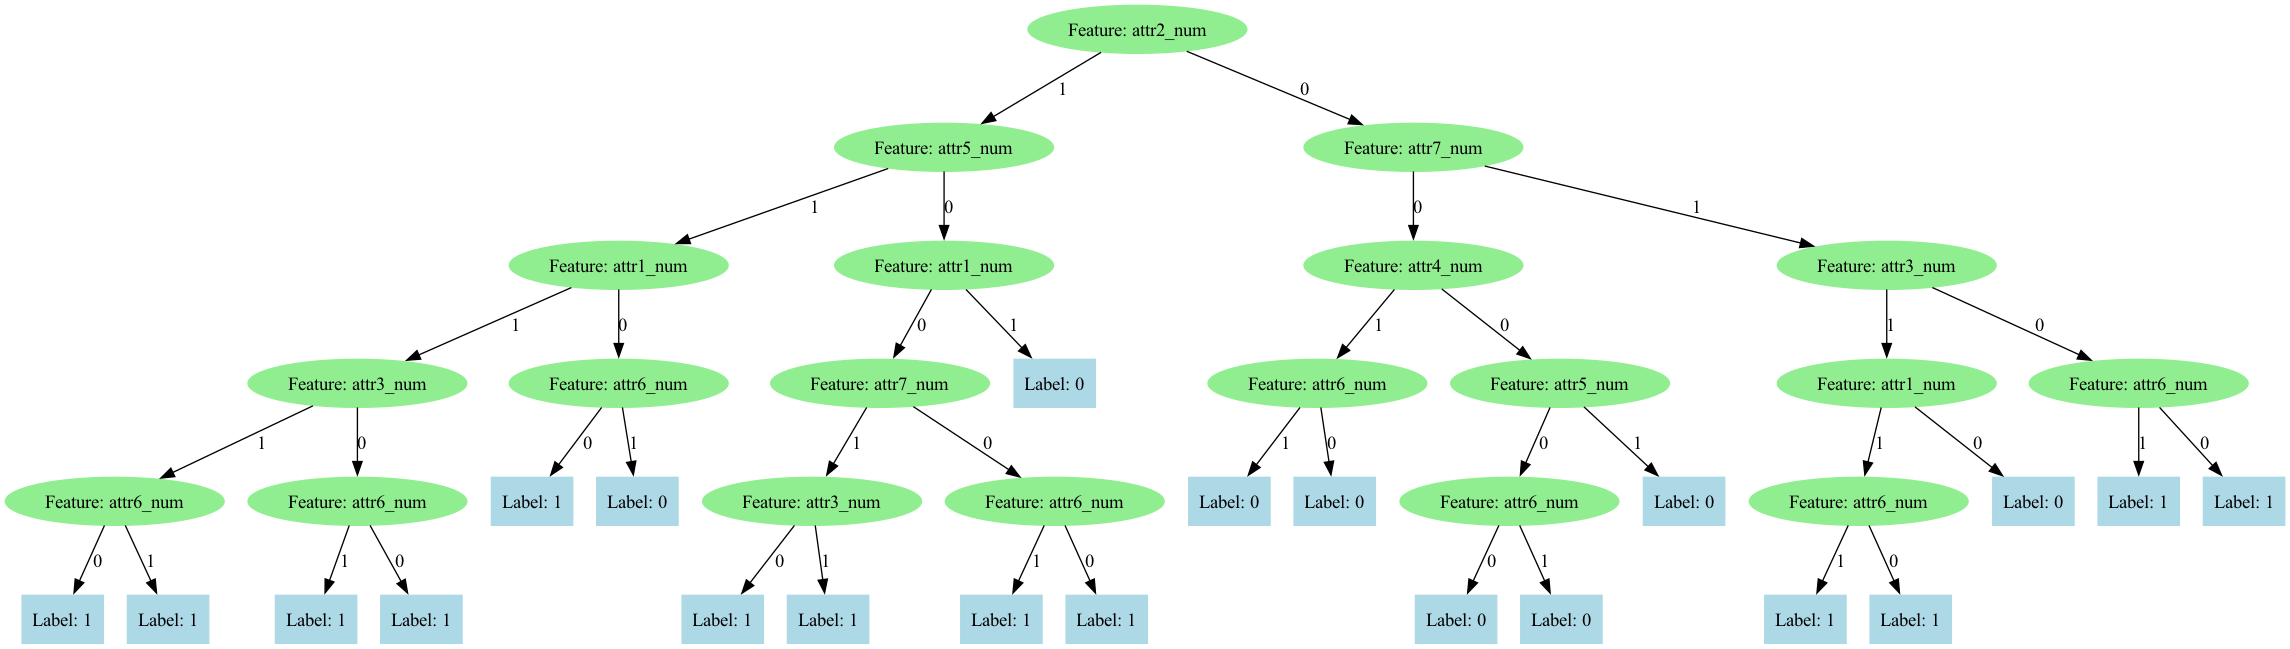 Feature: attr2_num
1
0
Feature: attr5_num
Feature: attr7_num
1
0
0
1
Feature: attr1_num
Feature: attr1_num
Feature: attr4_num
Feature: attr3_num
1
0
0
1
1
0
1
0
Feature: attr3_num
Feature: attr6_num
Feature: attr7_num
Label: 0
Feature: attr6_num
Feature: attr5_num
Feature: attr1_num
Feature: attr6_num
1
0
0
1
1
0
1
0
0
1
1
0
1
0
Feature: attr6_num
Feature: attr6_num
Label: 1
Label: 0
Feature: attr3_num
Feature: attr6_num
Label: 0
Label: 0
Feature: attr6_num
Label: 0
Feature: attr6_num
Label: 0
Label: 1
Label: 1
0
1
1
0
0
1
1
0
0
1
1
0
Label: 1
Label: 1
Label: 1
Label: 1
Label: 1
Label: 1
Label: 1
Label: 1
Label: 0
Label: 0
Label: 1
Label: 1